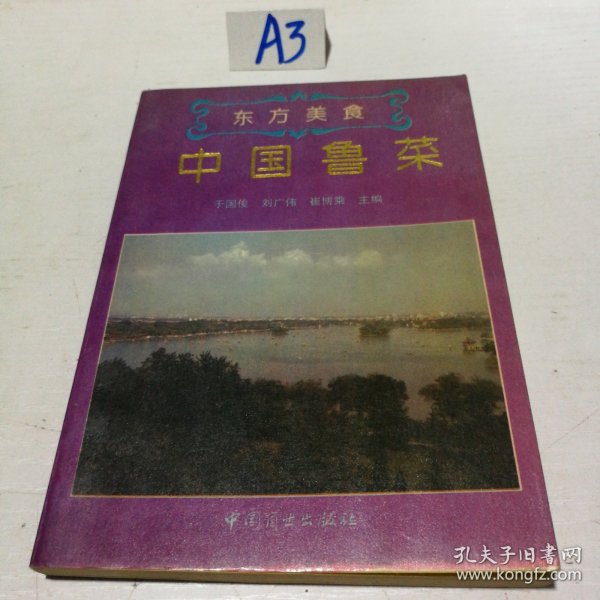 A3
东方美食
中国鲁菜
于国俊 刘广伟 崔博第 主编
中国商业出版社
孔夫子旧书网
www.kongfz.com